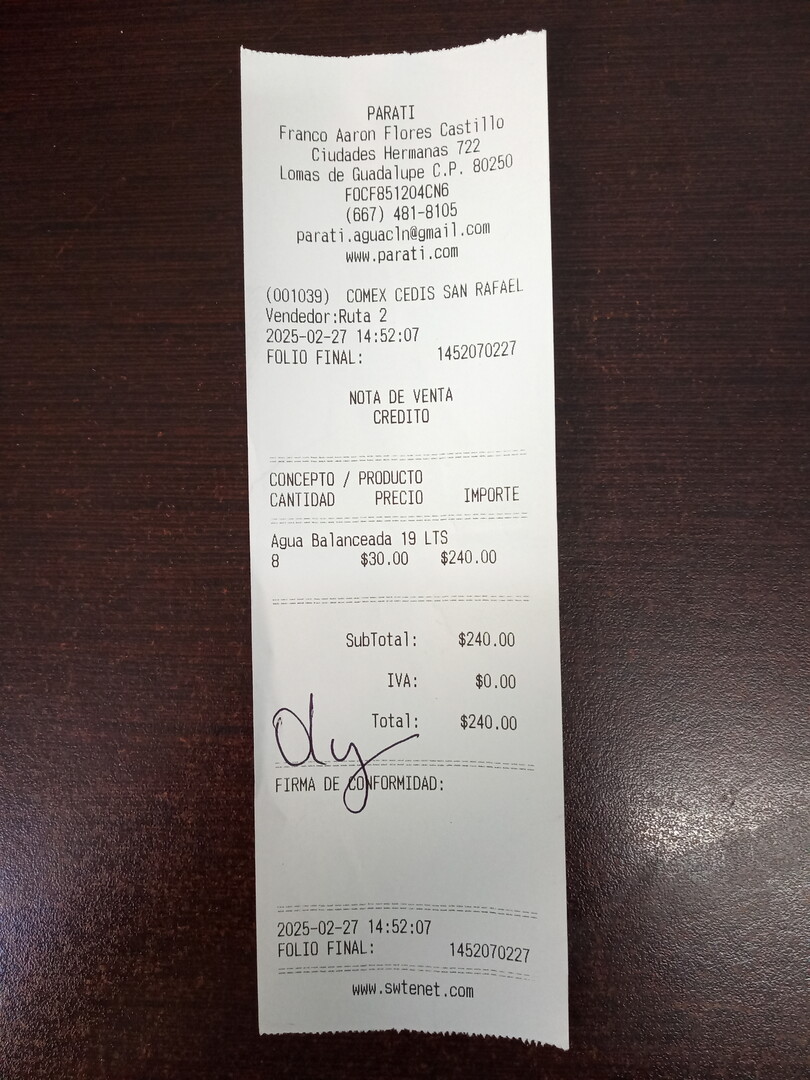 PARATI
Franco Aaron Flores Castillo
Ciudades Hermanas 722
Lomas de Guadalupe C.P. 80250
FOCF851204CN6
(667) 481-8105
parati.aguacln@gmail.com
www.parati.com
(001039) COMEX CEDIS SAN RAFAEL
Vendedor:Ruta 2
2025-02-27 14:52:07
FOLIO FINAL: 1452070227
NOTA DE VENTA
CREDITO
CONCEPTO / PRODUCTO
CANTIDAD PRECIO IMPORTE
Agua Balanceada 19 LTS
8 $30.00 $240.00
SubTotal: $240.00
IVA: $0.00
Total: $240.00
FIRMA DE CONFORMIDAD:
2025-02-27 14:52:07
FOLIO FINAL: 1452070227
www.swtenet.com